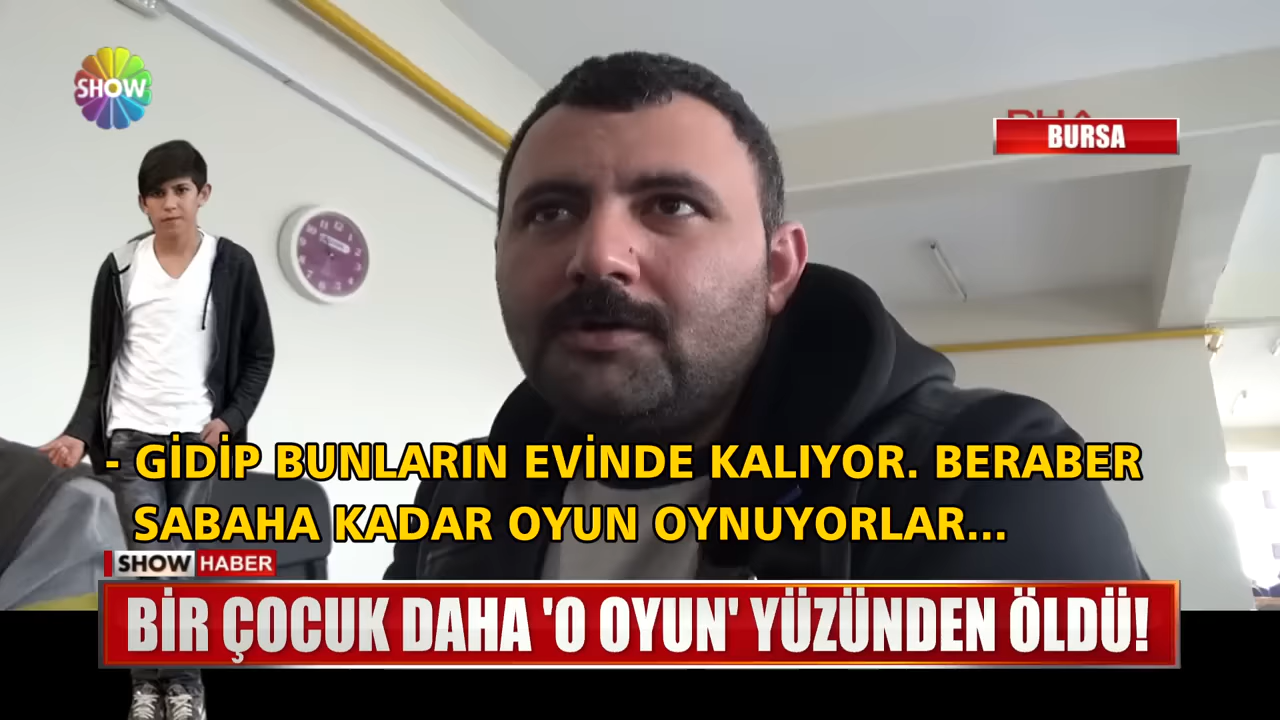 SHOW
BURSA
- GİDİP BUNLARIN EVİNDE KALIYOR. BERABER
SABAHA KADAR OYUN OYNUYORLAR...
SHOW HABER
BİR ÇOCUK DAHA 'O OYUN' YÜZÜNDEN ÖLDÜ!